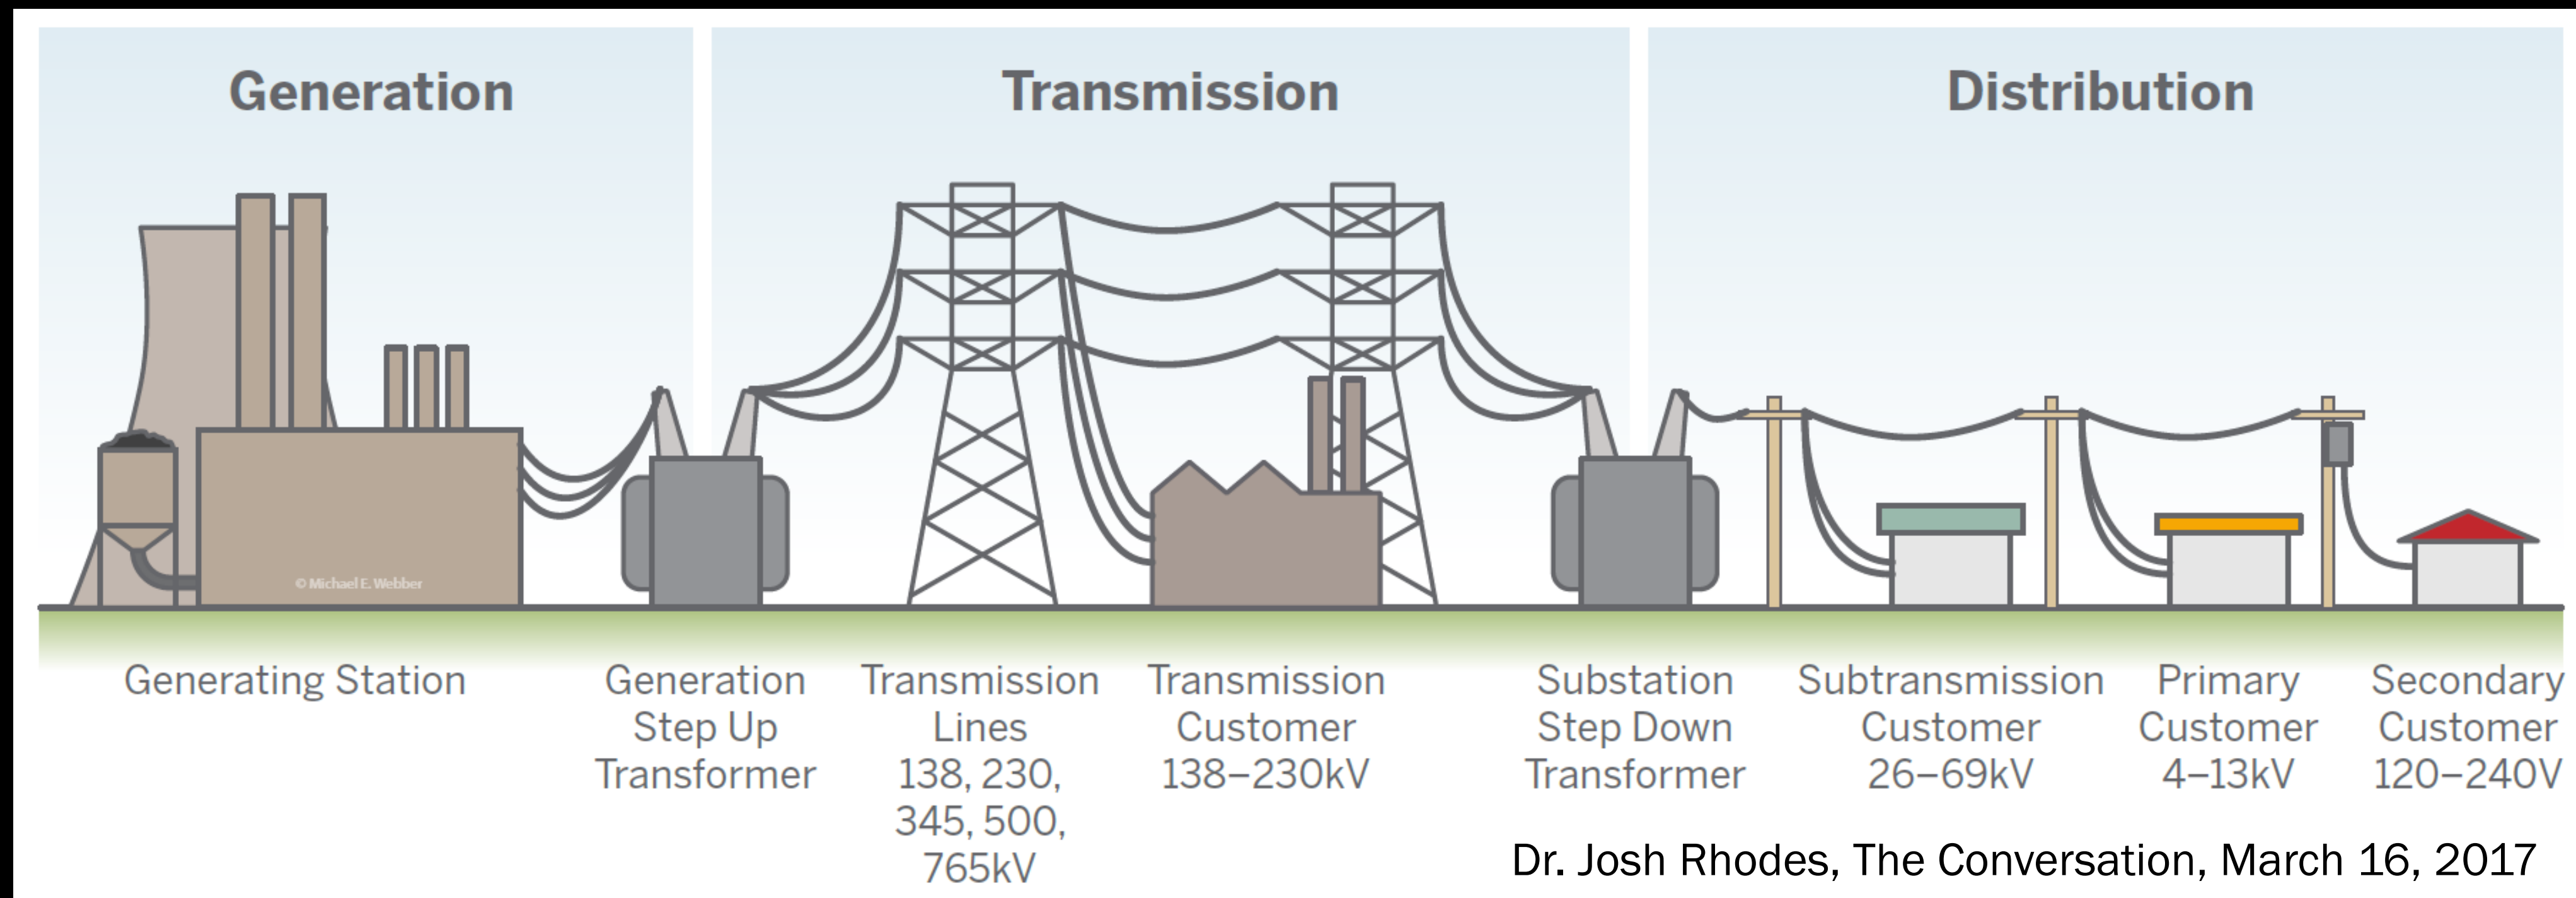 Generation
Transmission
Distribution
© Michael E. Webber
Generating Station
Generation
Step Up
Transformer
Transmission
Lines
138, 230,
345, 500,
765kV
Transmission
Customer
138–230kV
Substation
Step Down
Transformer
Subtransmission
Customer
26–69kV
Primary
Customer
4–13kV
Secondary
Customer
120–240V
Dr. Josh Rhodes, The Conversation, March 16, 2017